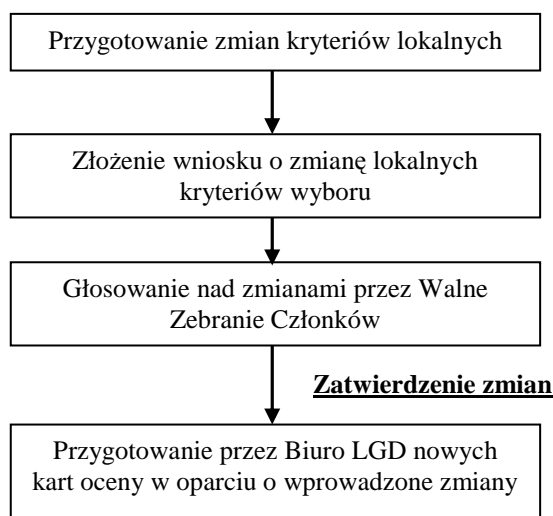 Przygotowanie zmian kryteriów lokalnych
Złożenie wniosku o zmianę lokalnych
kryteriów wyboru
Głosowanie nad zmianami przez Walne
Zebranie Członków
Zatwierdzenie zmian
Przygotowanie przez Biuro LGD nowych
kart oceny w oparciu o wprowadzone zmiany